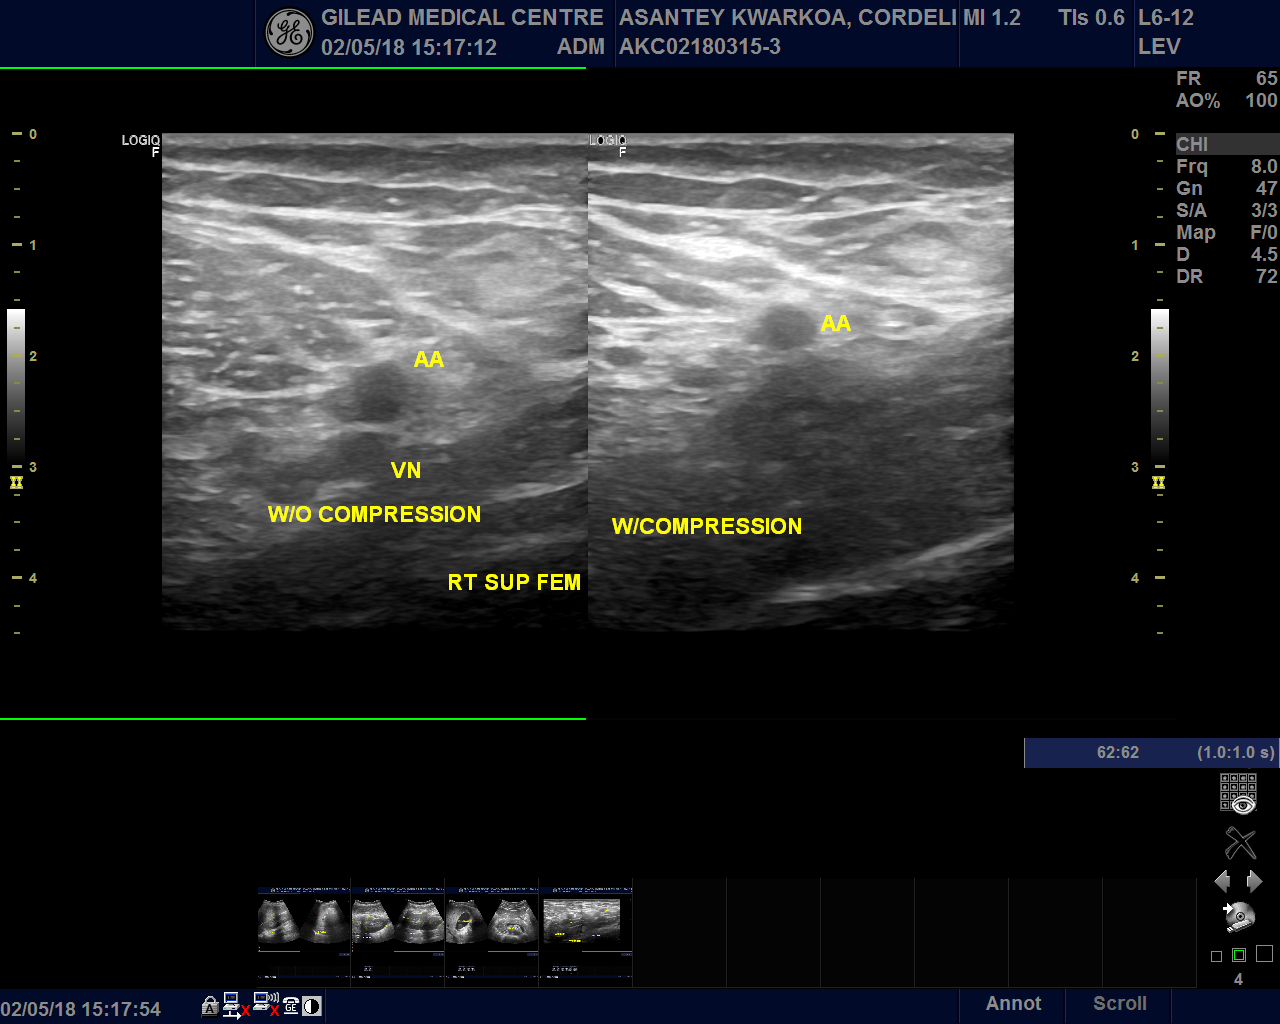 GILEAD MEDICAL CENTRE
02/05/18 15:17:12 ADM
ASANTEY KWARKOA, CORDELI
AKC02180315-3
MI 1.2 TIs 0.6
L6-12
LEV
FR 65
AO% 100
CHI
Frq 8.0
Gn 47
S/A 3/3
Map F/0
D 4.5
DR 72
LOGIQ
F
LOGIQ
F
0
1
2
3
4
0
1
2
3
4
AA
VN
W/O COMPRESSION
RT SUP FEM
AA
W/COMPRESSION
62:62 (1.0:1.0 s)
4
02/05/18 15:17:54
A
GE
Annot
Scroll